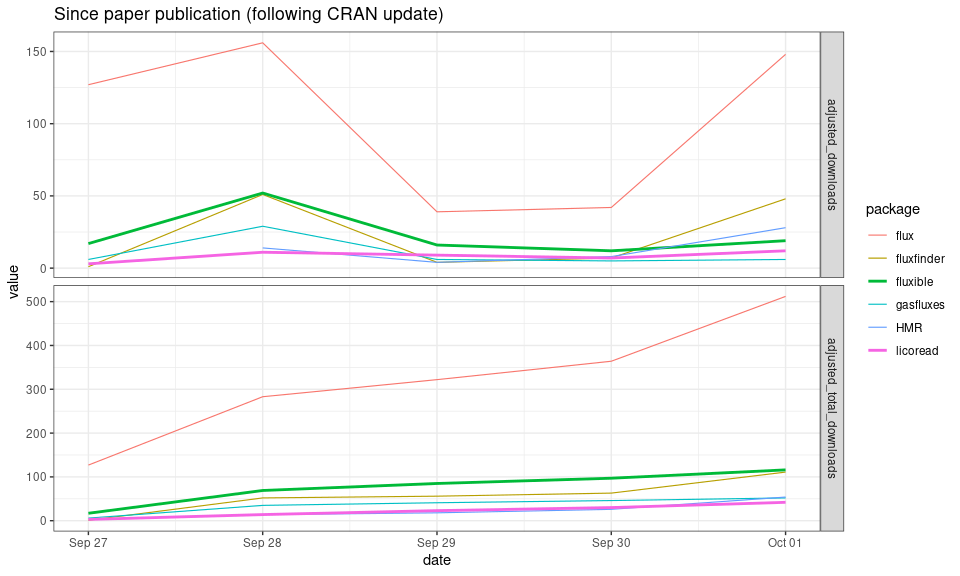 Since paper publication (following CRAN update)
value
150
100
50
0
adjusted_downloads
500
400
300
200
100
0
adjusted_total_downloads
Sep 27
Sep 28
Sep 29
Sep 30
Oct 01
date
package
flux
fluxfinder
fluxible
gasfluxes
HMR
licoread